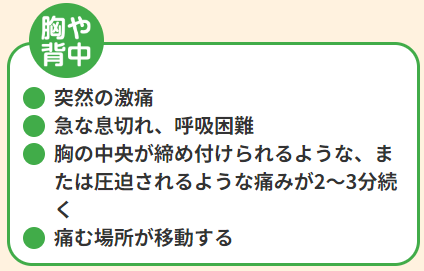 胸や
背中
突然の激痛
急な息切れ、呼吸困難
胸の中央が締め付けられるような、ま
たは圧迫されるような痛みが2〜3分続
く
痛む場所が移動する